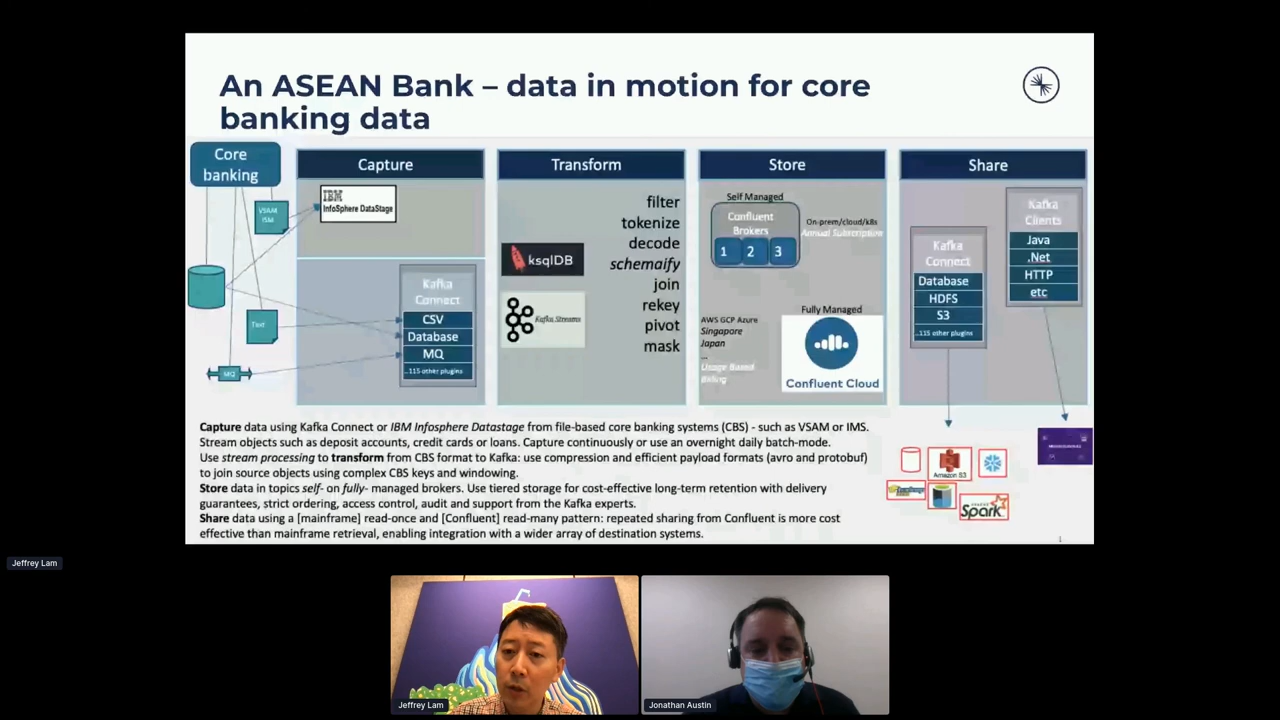 An ASEAN Bank – data in motion for core
banking data
Core
banking
VSAM
ISM
Text
MQ
Capture
IBM
InfoSphere DataStage
Kafka
Connect
CSV
Database
MQ
..115 other plugins
Transform
ksqlDB
Kafka Streams
filter
tokenize
decode
schemaify
join
rekey
pivot
mask
Store
Self Managed
Confluent
Brokers
1 2 3
On-prem/cloud/k8s
Annual Subscription
Fully Managed
AWS GCP Azure
Singapore
Japan
...
Usage Based
Billing
Confluent Cloud
Share
Kafka
Connect
Database
HDFS
S3
..115 other plugins
Kafka
Clients
Java
.Net
HTTP
etc
Amazon S3
Spark
Capture data using Kafka Connect or IBM Infosphere Datastage from file-based core banking systems (CBS) - such as VSAM or IMS.
Stream objects such as deposit accounts, credit cards or loans. Capture continuously or use an overnight daily batch-mode.
Use stream processing to transform from CBS format to Kafka: use compression and efficient payload formats (avro and protobuf)
to join source objects using complex CBS keys and windowing.
Store data in topics self- on fully- managed brokers. Use tiered storage for cost-effective long-term retention with delivery
guarantees, strict ordering, access control, audit and support from the Kafka experts.
Share data using a [mainframe] read-once and [Confluent] read-many pattern: repeated sharing from Confluent is more cost
effective than mainframe retrieval, enabling integration with a wider array of destination systems.
Jeffrey Lam
Jeffrey Lam
Jonathan Austin